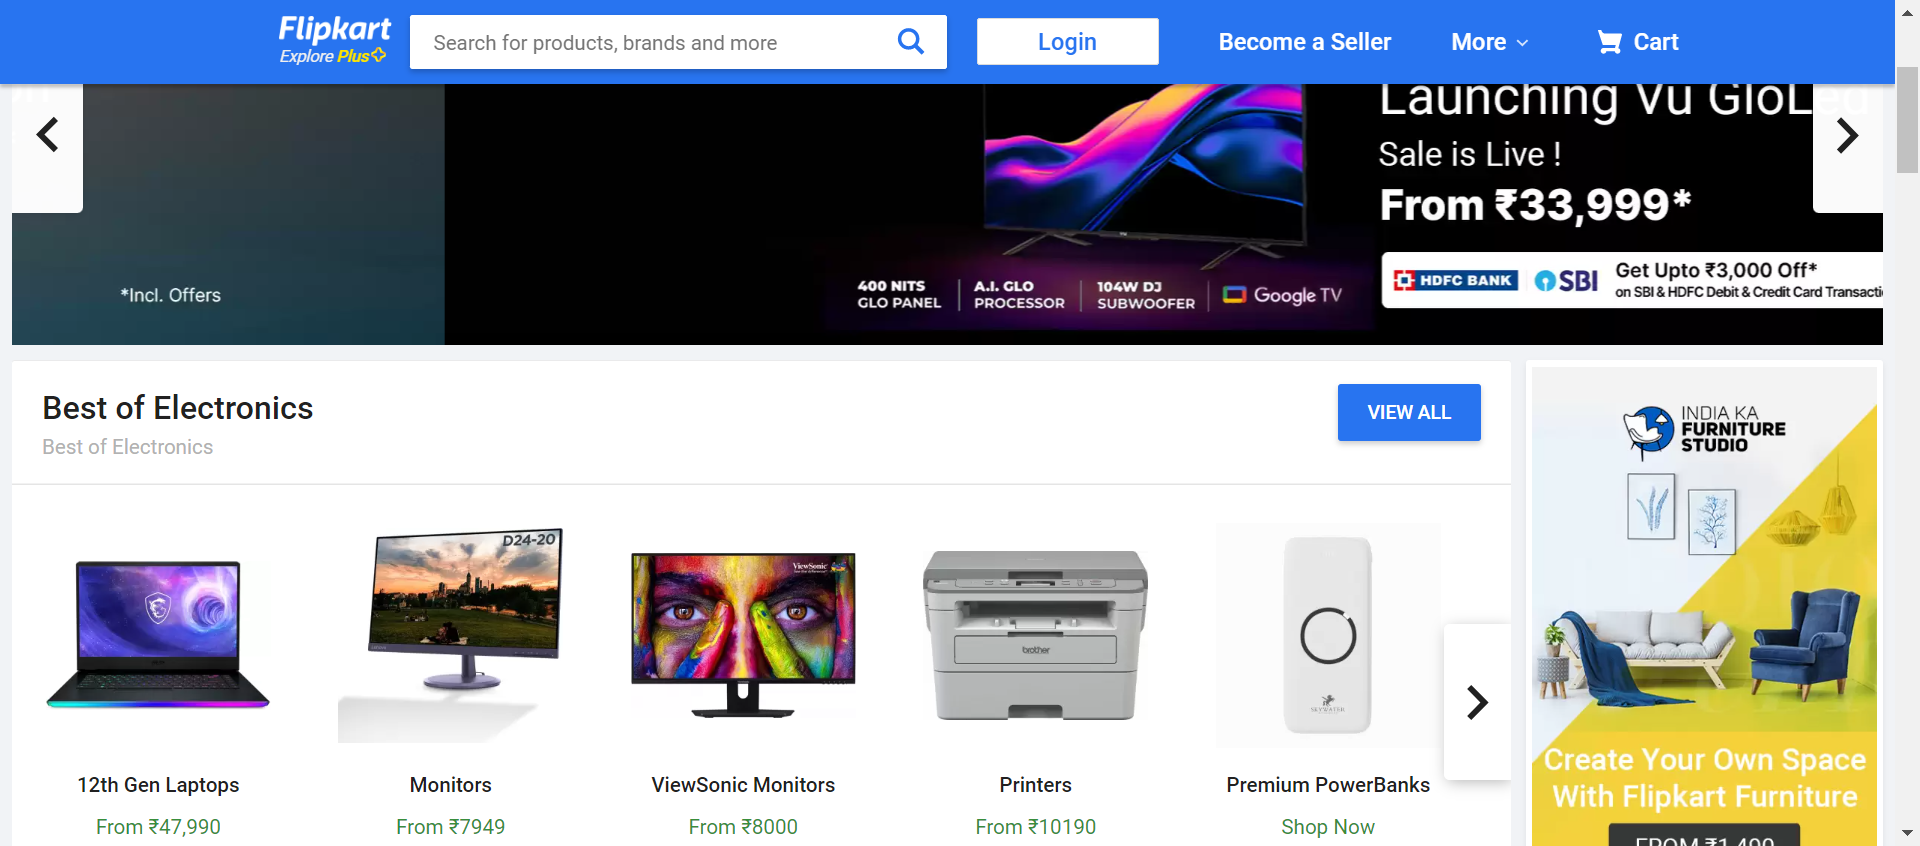 Flipkart
Explore Plus
Search for products, brands and more
Login
Become a Seller
More
Cart
Launching Vu GloLed
Sale is Live !
From ₹33,999*
*Incl. Offers
400 NITS
GLO PANEL
A.I. GLO
PROCESSOR
104W DJ
SUBWOOFER
Google TV
HDFC BANK
SBI
Get Upto ₹3,000 Off*
on SBI & HDFC Debit & Credit Card Transacti
Best of Electronics
Best of Electronics
VIEW ALL
INDIA KA
FURNITURE
STUDIO
D24-20
ViewSonic
brother
SKYWATER
12th Gen Laptops
From ₹47,990
Monitors
From ₹7949
ViewSonic Monitors
From ₹8000
Printers
From ₹10190
Premium PowerBanks
Shop Now
Create Your Own Space
With Flipkart Furniture
FROM ₹1,490